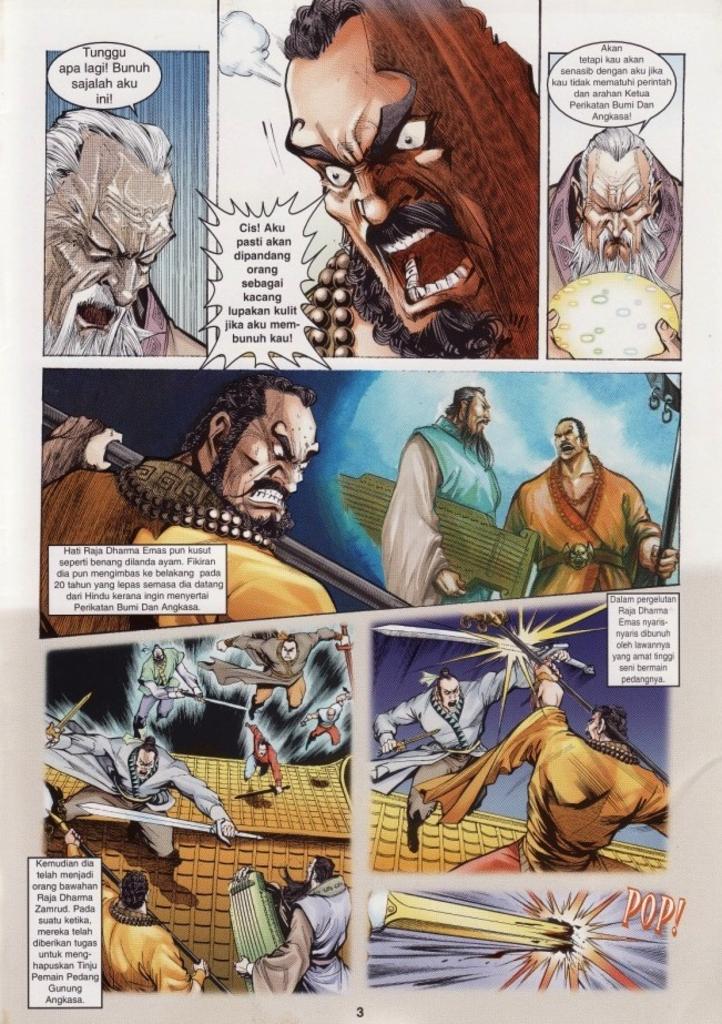 Tunggu
apa lagi! Bunuh
sajalah aku
ini!
Cis! Aku
pasti akan
dipandang
orang
sebagai
kacang
lupakan kulit
jika aku mem-
bunuh kau!
Akan
tetapi kau akan
senasib dengan aku jika
kau tidak mematuhi perintah
dan arahan Ketua
Perikatan Bumi Dan
Angkasa!
Hati Raja Dharma Emas pun kusut
seperti benang dilanda ayam. Fikiran
dia pun mengimbas ke belakang pada
20 tahun yang lepas semasa dia datang
dari Hindu kerana ingin menyertai
Perikatan Bumi Dan Angkasa.
Kemudian dia
telah menjadi
orang bawahan
Raja Dharma
Zamrud. Pada
suatu ketika,
mereka telah
diberikan tugas
untuk meng-
hapuskan Tinju
Pemain Pedang
Gunung
Angkasa.
Dalam pergelutan
Raja Dharma
Emas nyaris-
nyaris dibunuh
oleh lawannya
yang amat tinggi
seni bermain
pedangnya.
POP!
3